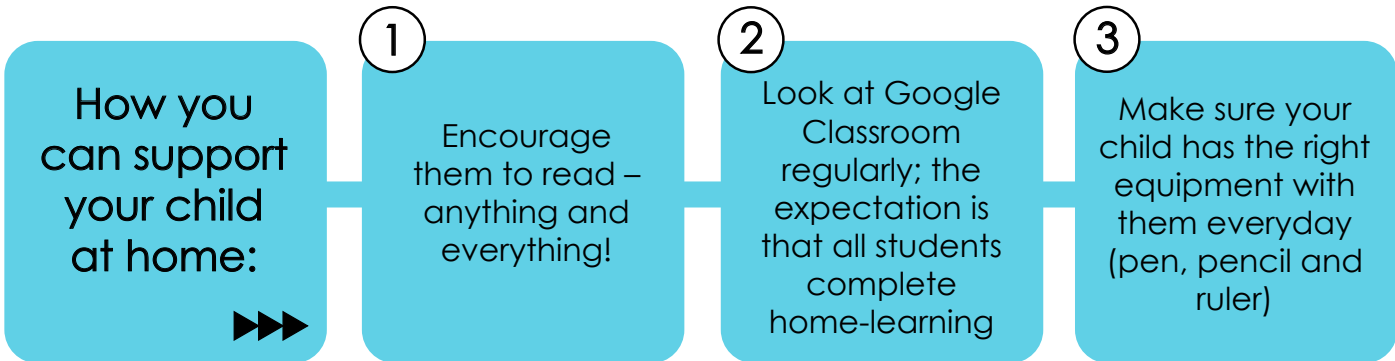 How you
can support
your child
at home:
1
Encourage
them to read –
anything and
everything!
2
Look at Google
Classroom
regularly; the
expectation is
that all students
complete
home-learning
3
Make sure your
child has the right
equipment with
them everyday
(pen, pencil and
ruler)